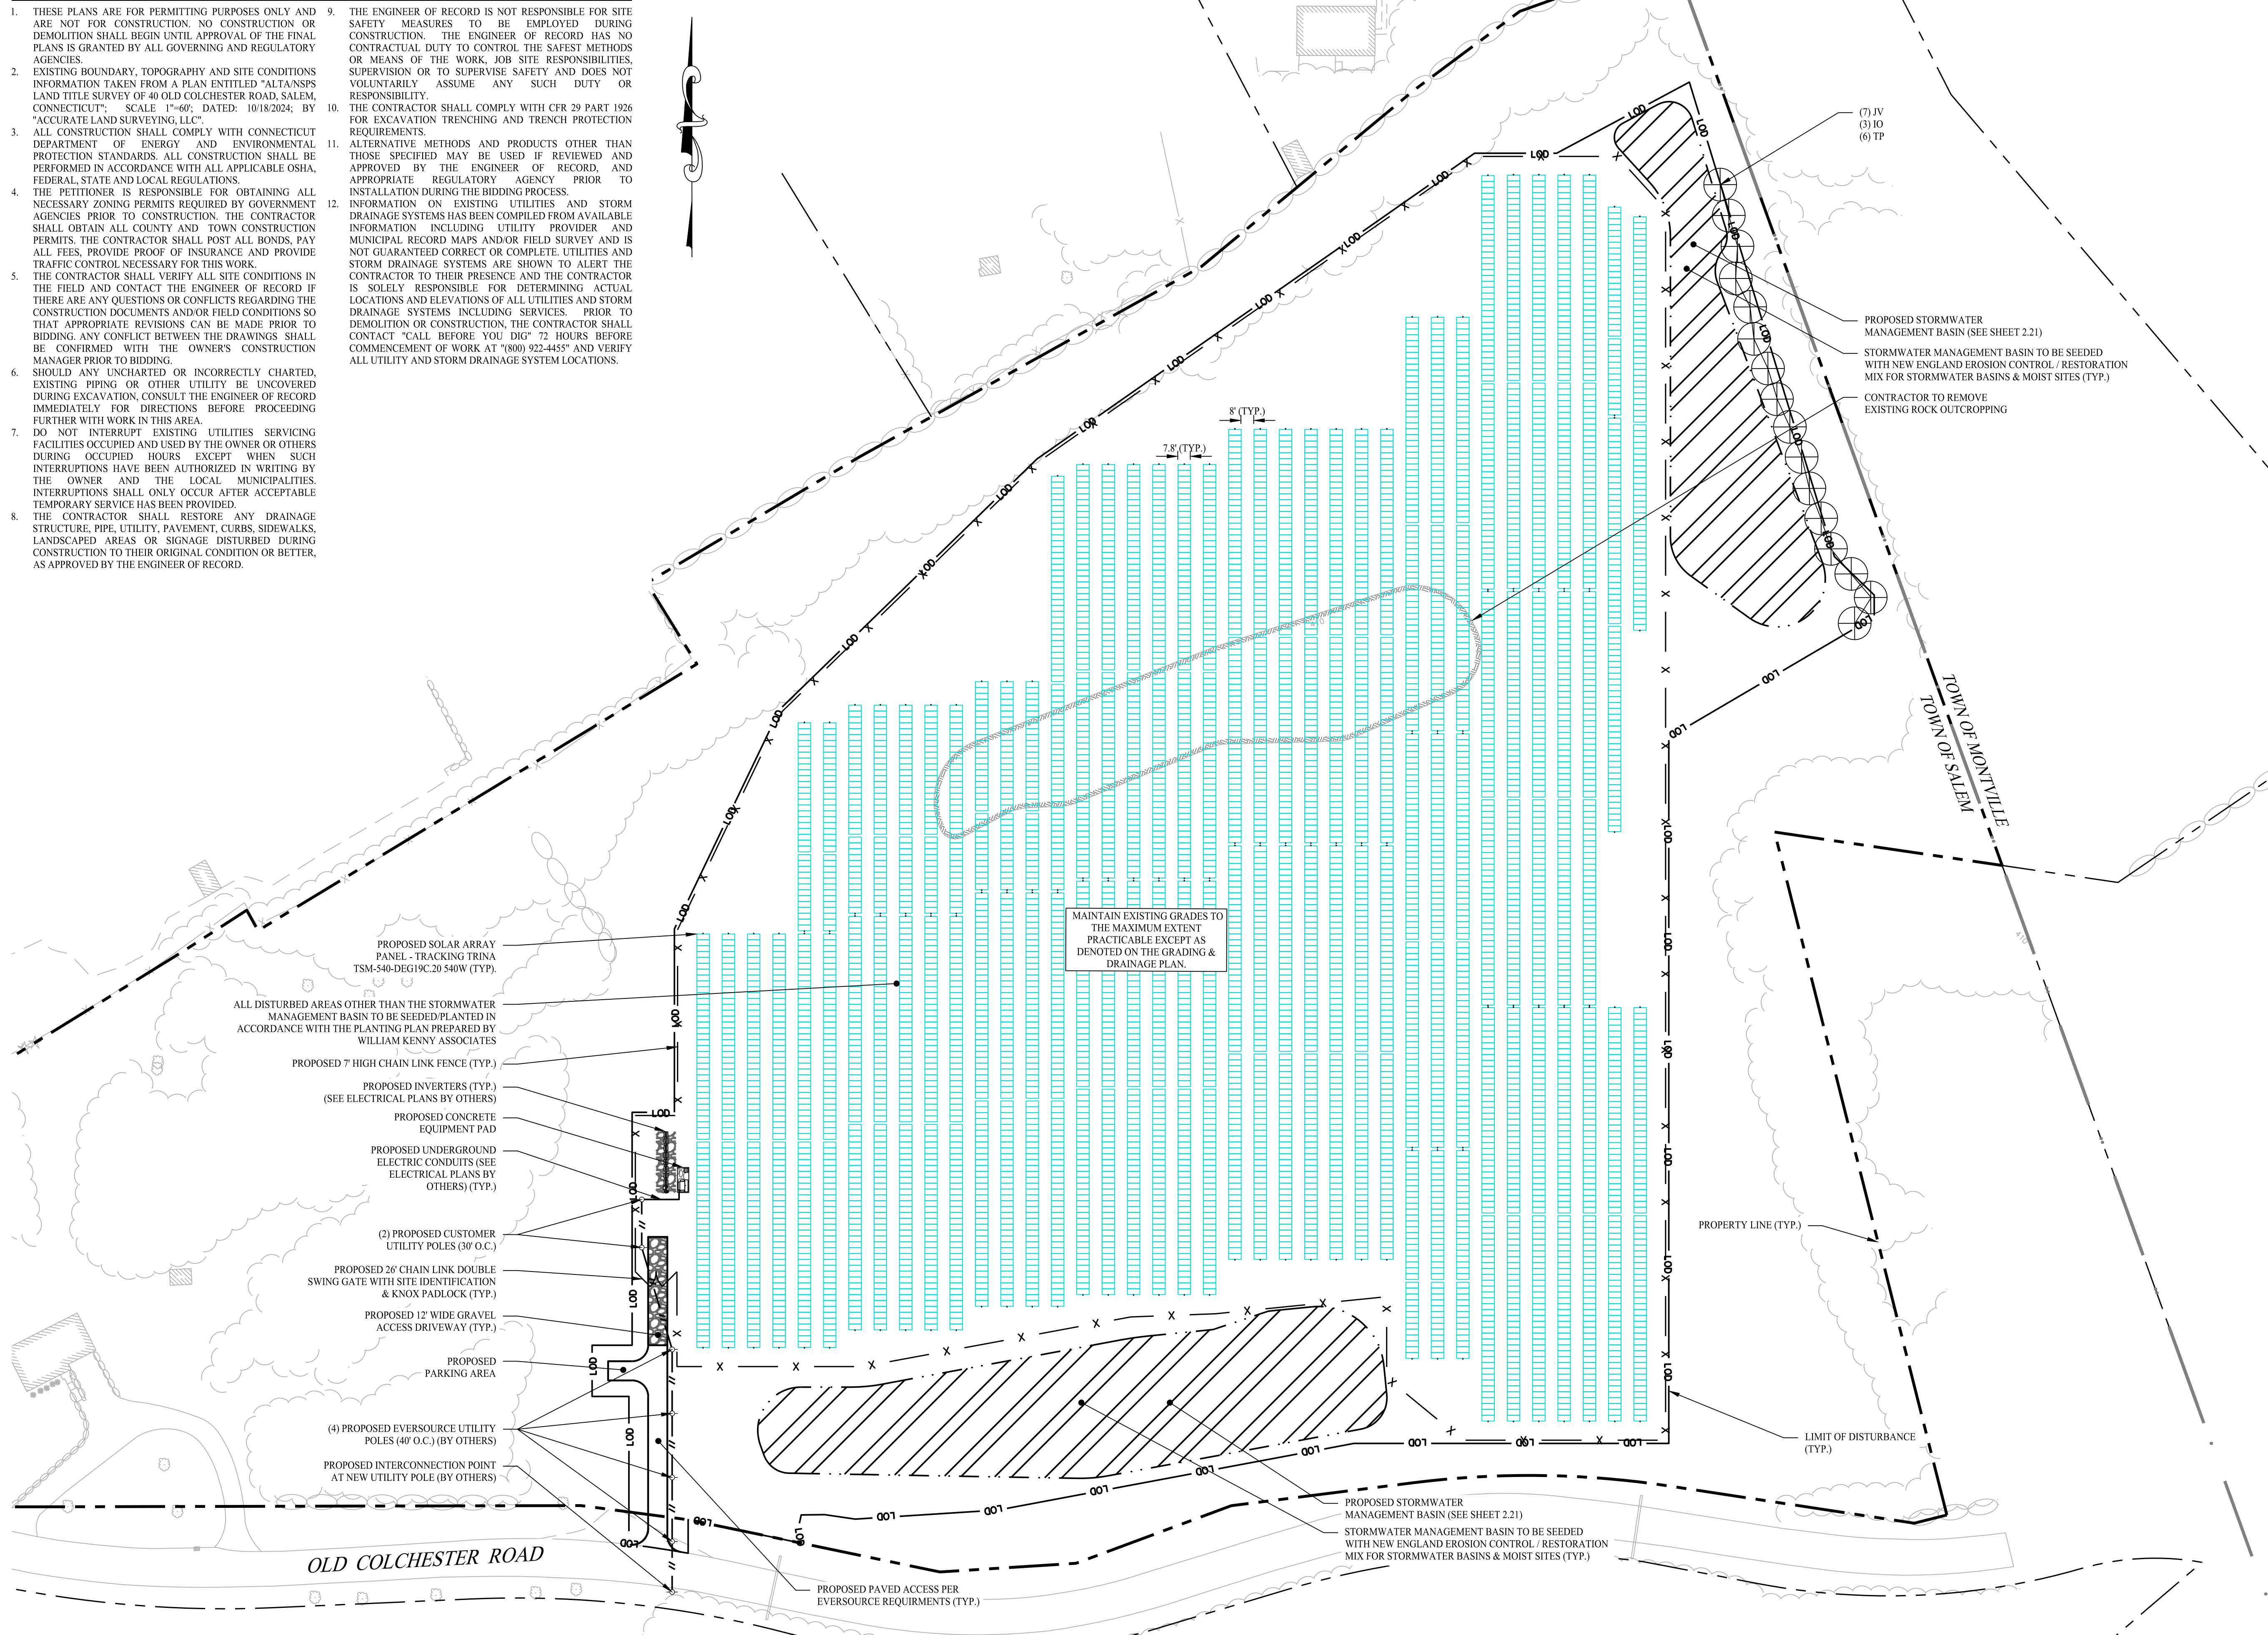 1. THESE PLANS ARE FOR PERMITTING PURPOSES ONLY AND
ARE NOT FOR CONSTRUCTION. NO CONSTRUCTION OR
DEMOLITION SHALL BEGIN UNTIL APPROVAL OF THE FINAL
PLANS IS GRANTED BY ALL GOVERNING AND REGULATORY
AGENCIES.
2. EXISTING BOUNDARY, TOPOGRAPHY AND SITE CONDITIONS
INFORMATION TAKEN FROM A PLAN ENTITLED "ALTA/NSPS
LAND TITLE SURVEY OF 40 OLD COLCHESTER ROAD, SALEM,
CONNECTICUT"; SCALE 1"=60'; DATED: 10/18/2024; BY
"ACCURATE LAND SURVEYING, LLC".
3. ALL CONSTRUCTION SHALL COMPLY WITH CONNECTICUT
DEPARTMENT OF ENERGY AND ENVIRONMENTAL
PROTECTION STANDARDS. ALL CONSTRUCTION SHALL BE
PERFORMED IN ACCORDANCE WITH ALL APPLICABLE OSHA,
FEDERAL, STATE AND LOCAL REGULATIONS.
4. THE PETITIONER IS RESPONSIBLE FOR OBTAINING ALL
NECESSARY ZONING PERMITS REQUIRED BY GOVERNMENT
AGENCIES PRIOR TO CONSTRUCTION. THE CONTRACTOR
SHALL OBTAIN ALL COUNTY AND TOWN CONSTRUCTION
PERMITS. THE CONTRACTOR SHALL POST ALL BONDS, PAY
ALL FEES, PROVIDE PROOF OF INSURANCE AND PROVIDE
TRAFFIC CONTROL NECESSARY FOR THIS WORK.
5. THE CONTRACTOR SHALL VERIFY ALL SITE CONDITIONS IN
THE FIELD AND CONTACT THE ENGINEER OF RECORD IF
THERE ARE ANY QUESTIONS OR CONFLICTS REGARDING THE
CONSTRUCTION DOCUMENTS AND/OR FIELD CONDITIONS SO
THAT APPROPRIATE REVISIONS CAN BE MADE PRIOR TO
BIDDING. ANY CONFLICT BETWEEN THE DRAWINGS SHALL
BE CONFIRMED WITH THE OWNER'S CONSTRUCTION
MANAGER PRIOR TO BIDDING.
6. SHOULD ANY UNCHARTED OR INCORRECTLY CHARTED,
EXISTING PIPING OR OTHER UTILITY BE UNCOVERED
DURING EXCAVATION, CONSULT THE ENGINEER OF RECORD
IMMEDIATELY FOR DIRECTIONS BEFORE PROCEEDING
FURTHER WITH WORK IN THIS AREA.
7. DO NOT INTERRUPT EXISTING UTILITIES SERVICING
FACILITIES OCCUPIED AND USED BY THE OWNER OR OTHERS
DURING OCCUPIED HOURS EXCEPT WHEN SUCH
INTERRUPTIONS HAVE BEEN AUTHORIZED IN WRITING BY
THE OWNER AND THE LOCAL MUNICIPALITIES.
INTERRUPTIONS SHALL ONLY OCCUR AFTER ACCEPTABLE
TEMPORARY SERVICE HAS BEEN PROVIDED.
8. THE CONTRACTOR SHALL RESTORE ANY DRAINAGE
STRUCTURE, PIPE, UTILITY, PAVEMENT, CURBS, SIDEWALKS,
LANDSCAPED AREAS OR SIGNAGE DISTURBED DURING
CONSTRUCTION TO THEIR ORIGINAL CONDITION OR BETTER,
AS APPROVED BY THE ENGINEER OF RECORD.
9. THE ENGINEER OF RECORD IS NOT RESPONSIBLE FOR SITE
SAFETY MEASURES TO BE EMPLOYED DURING
CONSTRUCTION. THE ENGINEER OF RECORD HAS NO
CONTRACTUAL DUTY TO CONTROL THE SAFEST METHODS
OR MEANS OF THE WORK, JOB SITE RESPONSIBILITIES,
SUPERVISION OR TO SUPERVISE SAFETY AND DOES NOT
VOLUNTARILY ASSUME ANY SUCH DUTY OR
RESPONSIBILITY.
10. THE CONTRACTOR SHALL COMPLY WITH CFR 29 PART 1926
FOR EXCAVATION TRENCHING AND TRENCH PROTECTION
REQUIREMENTS.
11. ALTERNATIVE METHODS AND PRODUCTS OTHER THAN
THOSE SPECIFIED MAY BE USED IF REVIEWED AND
APPROVED BY THE ENGINEER OF RECORD, AND
APPROPRIATE REGULATORY AGENCY PRIOR TO
INSTALLATION DURING THE BIDDING PROCESS.
12. INFORMATION ON EXISTING UTILITIES AND STORM
DRAINAGE SYSTEMS HAS BEEN COMPILED FROM AVAILABLE
INFORMATION INCLUDING UTILITY PROVIDER AND
MUNICIPAL RECORD MAPS AND/OR FIELD SURVEY AND IS
NOT GUARANTEED CORRECT OR COMPLETE. UTILITIES AND
STORM DRAINAGE SYSTEMS ARE SHOWN TO ALERT THE
CONTRACTOR TO THEIR PRESENCE AND THE CONTRACTOR
IS SOLELY RESPONSIBLE FOR DETERMINING ACTUAL
LOCATIONS AND ELEVATIONS OF ALL UTILITIES AND STORM
DRAINAGE SYSTEMS INCLUDING SERVICES. PRIOR TO
DEMOLITION OR CONSTRUCTION, THE CONTRACTOR SHALL
CONTACT "CALL BEFORE YOU DIG" 72 HOURS BEFORE
COMMENCEMENT OF WORK AT "(800) 922-4455" AND VERIFY
ALL UTILITY AND STORM DRAINAGE SYSTEM LOCATIONS.
(7) JV
(3) IO
(6) TP
PROPOSED STORMWATER
MANAGEMENT BASIN (SEE SHEET 2.21)
STORMWATER MANAGEMENT BASIN TO BE SEEDED
WITH NEW ENGLAND EROSION CONTROL / RESTORATION
MIX FOR STORMWATER BASINS & MOIST SITES (TYP.)
CONTRACTOR TO REMOVE
EXISTING ROCK OUTCROPPING
8' (TYP.)
7.8' (TYP.)
TOWN OF MONTVILLE
TOWN OF SALEM
410
MAINTAIN EXISTING GRADES TO
THE MAXIMUM EXTENT
PRACTICABLE EXCEPT AS
DENOTED ON THE GRADING &
DRAINAGE PLAN.
PROPOSED SOLAR ARRAY
PANEL - TRACKING TRINA
TSM-540-DEG19C.20 540W (TYP).
ALL DISTURBED AREAS OTHER THAN THE STORMWATER
MANAGEMENT BASIN TO BE SEEDED/PLANTED IN
ACCORDANCE WITH THE PLANTING PLAN PREPARED BY
WILLIAM KENNY ASSOCIATES
PROPOSED 7' HIGH CHAIN LINK FENCE (TYP.)
PROPOSED INVERTERS (TYP.)
(SEE ELECTRICAL PLANS BY OTHERS)
PROPOSED CONCRETE
EQUIPMENT PAD
PROPOSED UNDERGROUND
ELECTRIC CONDUITS (SEE
ELECTRICAL PLANS BY
OTHERS) (TYP.)
(2) PROPOSED CUSTOMER
UTILITY POLES (30' O.C.)
PROPOSED 26' CHAIN LINK DOUBLE
SWING GATE WITH SITE IDENTIFICATION
& KNOX PADLOCK (TYP.)
PROPOSED 12' WIDE GRAVEL
ACCESS DRIVEWAY (TYP.)
PROPOSED
PARKING AREA
(4) PROPOSED EVERSOURCE UTILITY
POLES (40' O.C.) (BY OTHERS)
PROPOSED INTERCONNECTION POINT
AT NEW UTILITY POLE (BY OTHERS)
PROPERTY LINE (TYP.)
LIMIT OF DISTURBANCE
(TYP.)
PROPOSED STORMWATER
MANAGEMENT BASIN (SEE SHEET 2.21)
STORMWATER MANAGEMENT BASIN TO BE SEEDED
WITH NEW ENGLAND EROSION CONTROL / RESTORATION
MIX FOR STORMWATER BASINS & MOIST SITES (TYP.)
PROPOSED PAVED ACCESS PER
EVERSOURCE REQUIRMENTS (TYP.)
OLD COLCHESTER ROAD
LOD